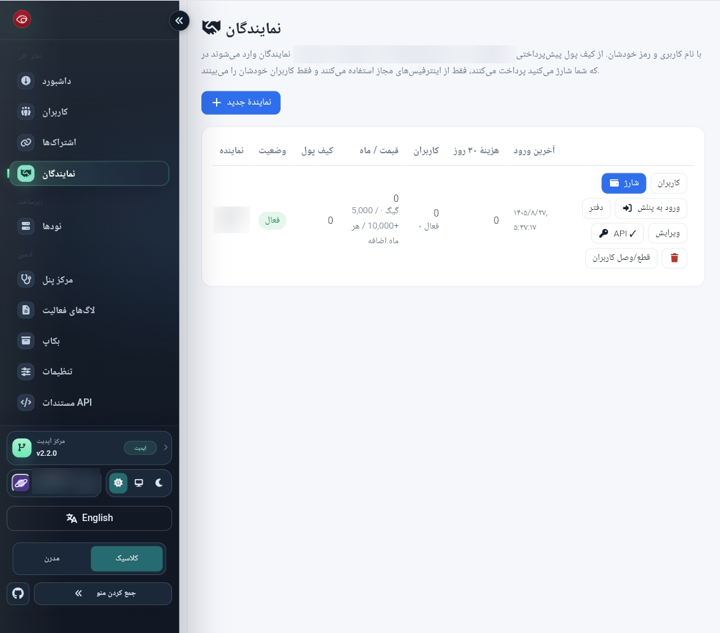 نمایندگان
نمایندگان وارد می‌شوند در
با نام کاربری و رمز خودشان. از کیف پول پیش‌پرداختی
که شما شارژ می‌کنید پرداخت می‌کنند، فقط از اینترفیس‌های مجاز استفاده می‌کنند و فقط کاربران خودشان را می‌بینند.
+ نمایندهٔ جدید
نماینده
وضعیت
کیف پول
قیمت / ماه
کاربران
هزینهٔ ۳۰ روز
آخرین ورود
فعال
0
0
گیگ · / 5,000
+10,000 / هر
ماه اضافه
0
فعال ۰
0
۱۴۰۵/۸/۲۷,
۵:۳۷:۱۷
کاربران
شارژ
ورود به پنلش
دفتر
ویرایش
API ✓
قطع/وصل کاربران
داشبورد
کاربران
اشتراک‌ها
نمایندگان
نودها
مرکز پنل
لاگ‌های فعالیت
بکاپ
تنظیمات
مستندات API
مرکز آپدیت
v2.2.0
آپدیت
English
کلاسیک
مدرن
جمع کردن منو